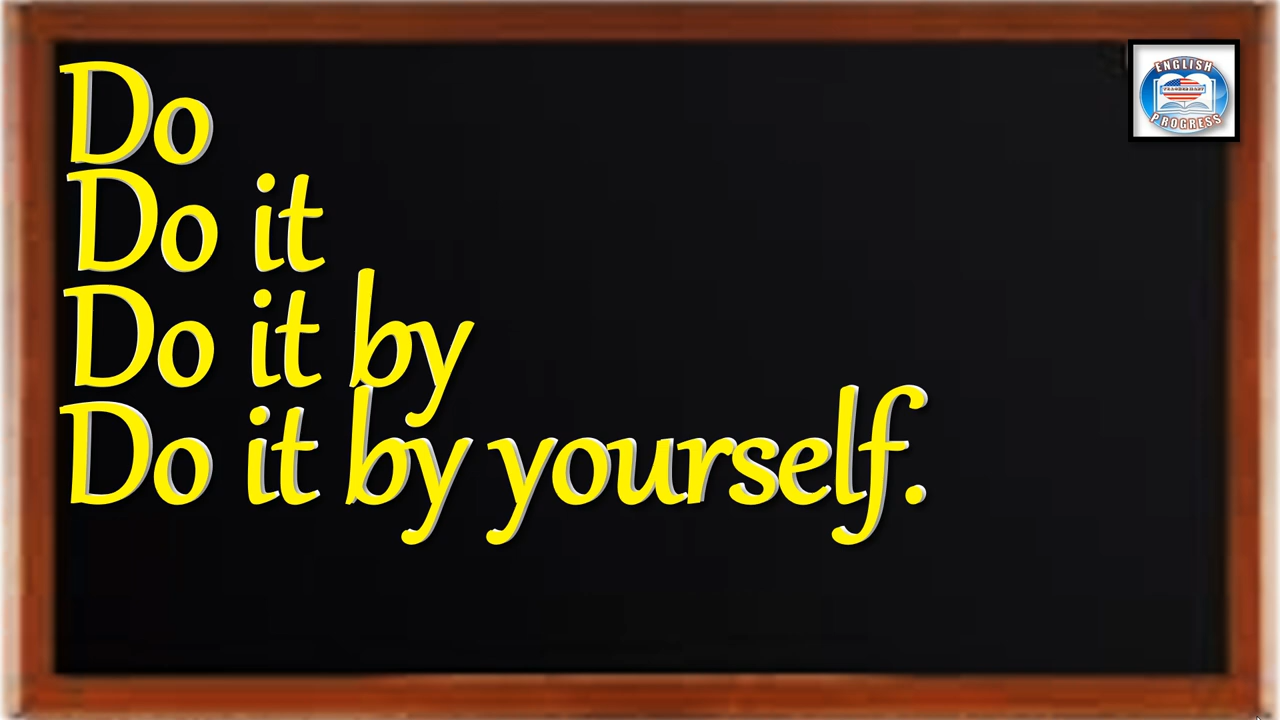 Do
Do it
Do it by
Do it by yourself.
ENGLISH
PROGRESS